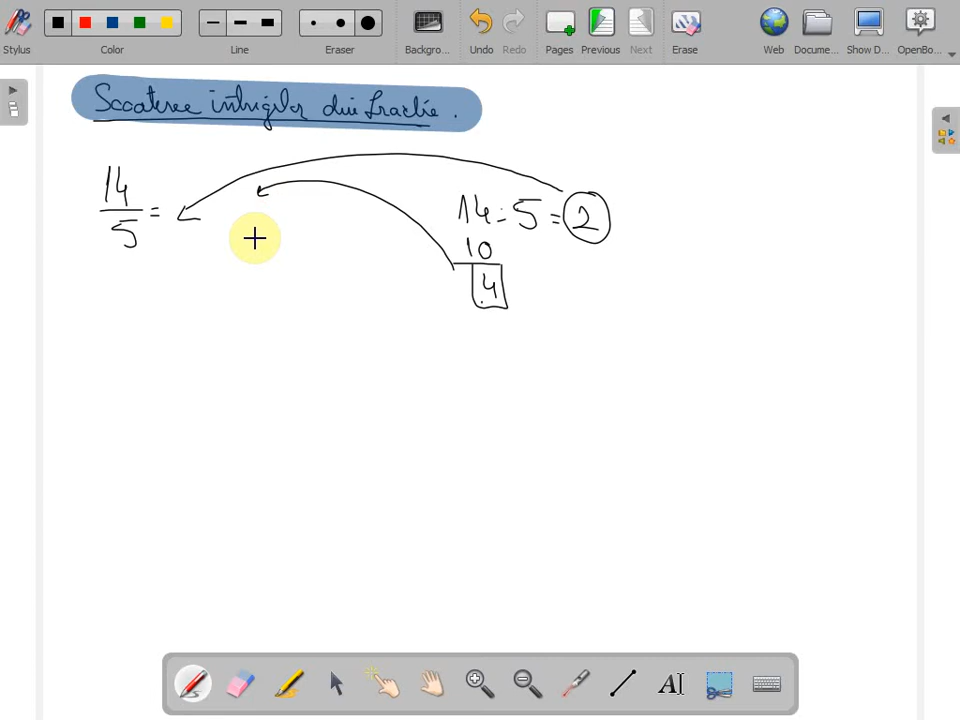 Stylus
Color
Line
Eraser
Backgro...
Undo
Redo
Pages
Previous
Next
Erase
Web
Docume...
Show D...
OpenBo...
Scoaterea întregilor din fracție.
14
5
=
14 : 5 = 2
10
4
A